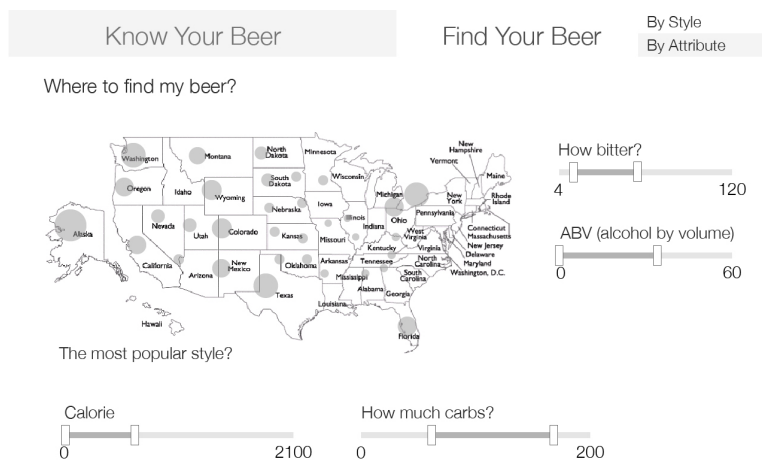 Know Your Beer
Find Your Beer
By Style
By Attribute
Where to find my beer?
Washington
Montana
North
Dakota
Minnesota
Oregon
Idaho
Wyoming
South
Dakota
Wisconsin
Michigan
New
Hampshire
Vermont
Maine
New
York
Rhode
Island
Alaska
Nevada
Utah
Colorado
Nebraska
Iowa
Illinois
Indiana
Ohio
Pennsylvania
Kansas
Missouri
Kentucky
West
Virginia
Virginia
Connecticut
Massachusetts
New Jersey
Delaware
Maryland
Washington, D.C.
California
Arizona
New
Mexico
Oklahoma
Arkansas
Tennessee
North
Carolina
South
Carolina
Mississippi
Alabama
Georgia
Texas
Louisiana
Florida
Hawaii
How bitter?
4
120
ABV (alcohol by volume)
0
60
The most popular style?
Calorie
0
2100
How much carbs?
0
200